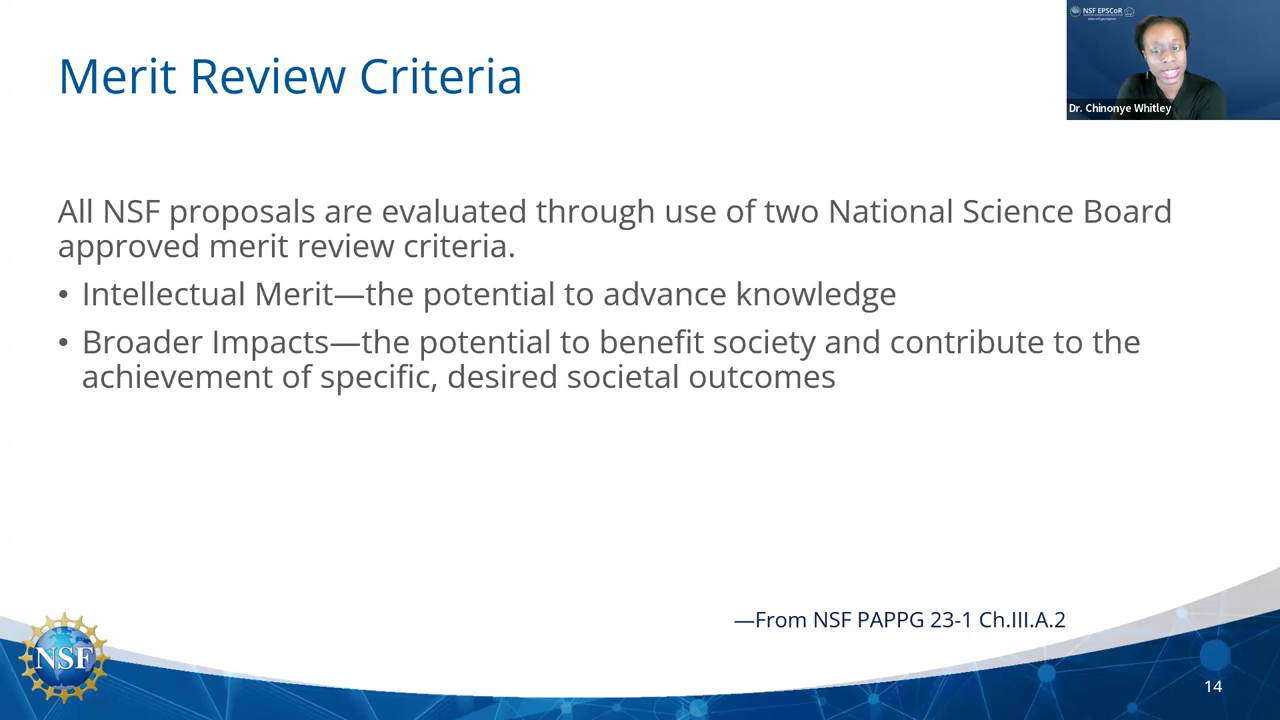 NSF EPSCoR
Merit Review Criteria
Dr. Chinonye Whitley
All NSF proposals are evaluated through use of two National Science Board
approved merit review criteria.
• Intellectual Merit—the potential to advance knowledge
• Broader Impacts—the potential to benefit society and contribute to the
achievement of specific, desired societal outcomes
—From NSF PAPPG 23-1 Ch.III.A.2
NSF
14